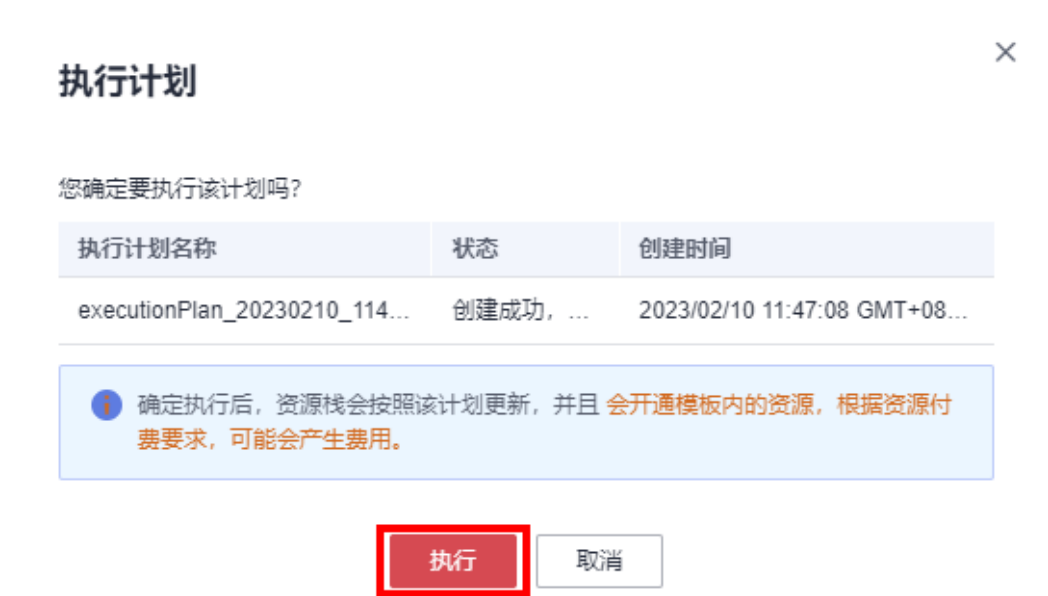 执行计划
您确定要执行该计划吗?
执行计划名称 状态 创建时间
executionPlan_20230210_114... 创建成功, ... 2023/02/10 11:47:08 GMT+08...
确定执行后，资源栈会按照该计划更新，并且 会开通模板内的资源，根据资源付
费要求，可能会产生费用。
执行 取消